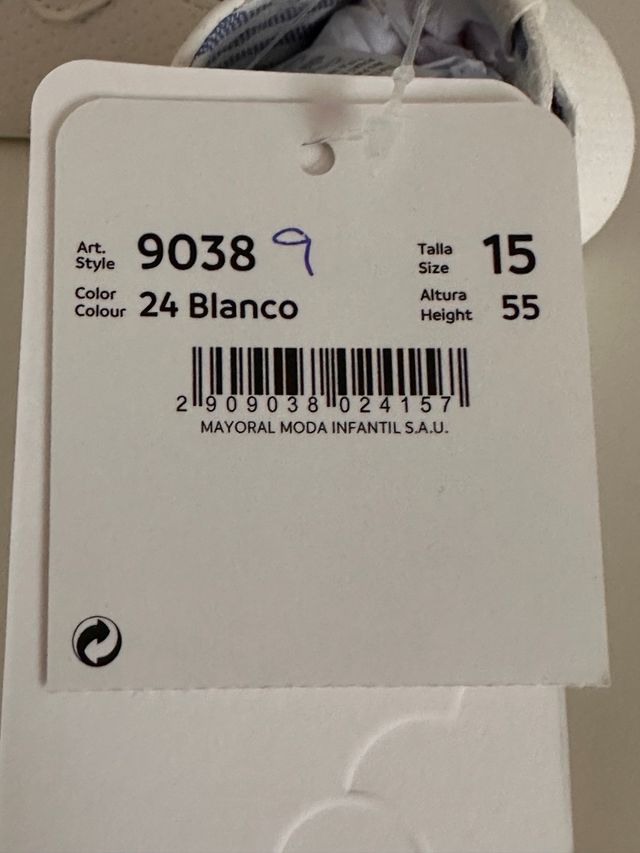 Art. Style 9038 9
Talla Size 15
Color Colour 24 Blanco
Altura Height 55
2 909038 024157
MAYORAL MODA INFANTIL S.A.U.